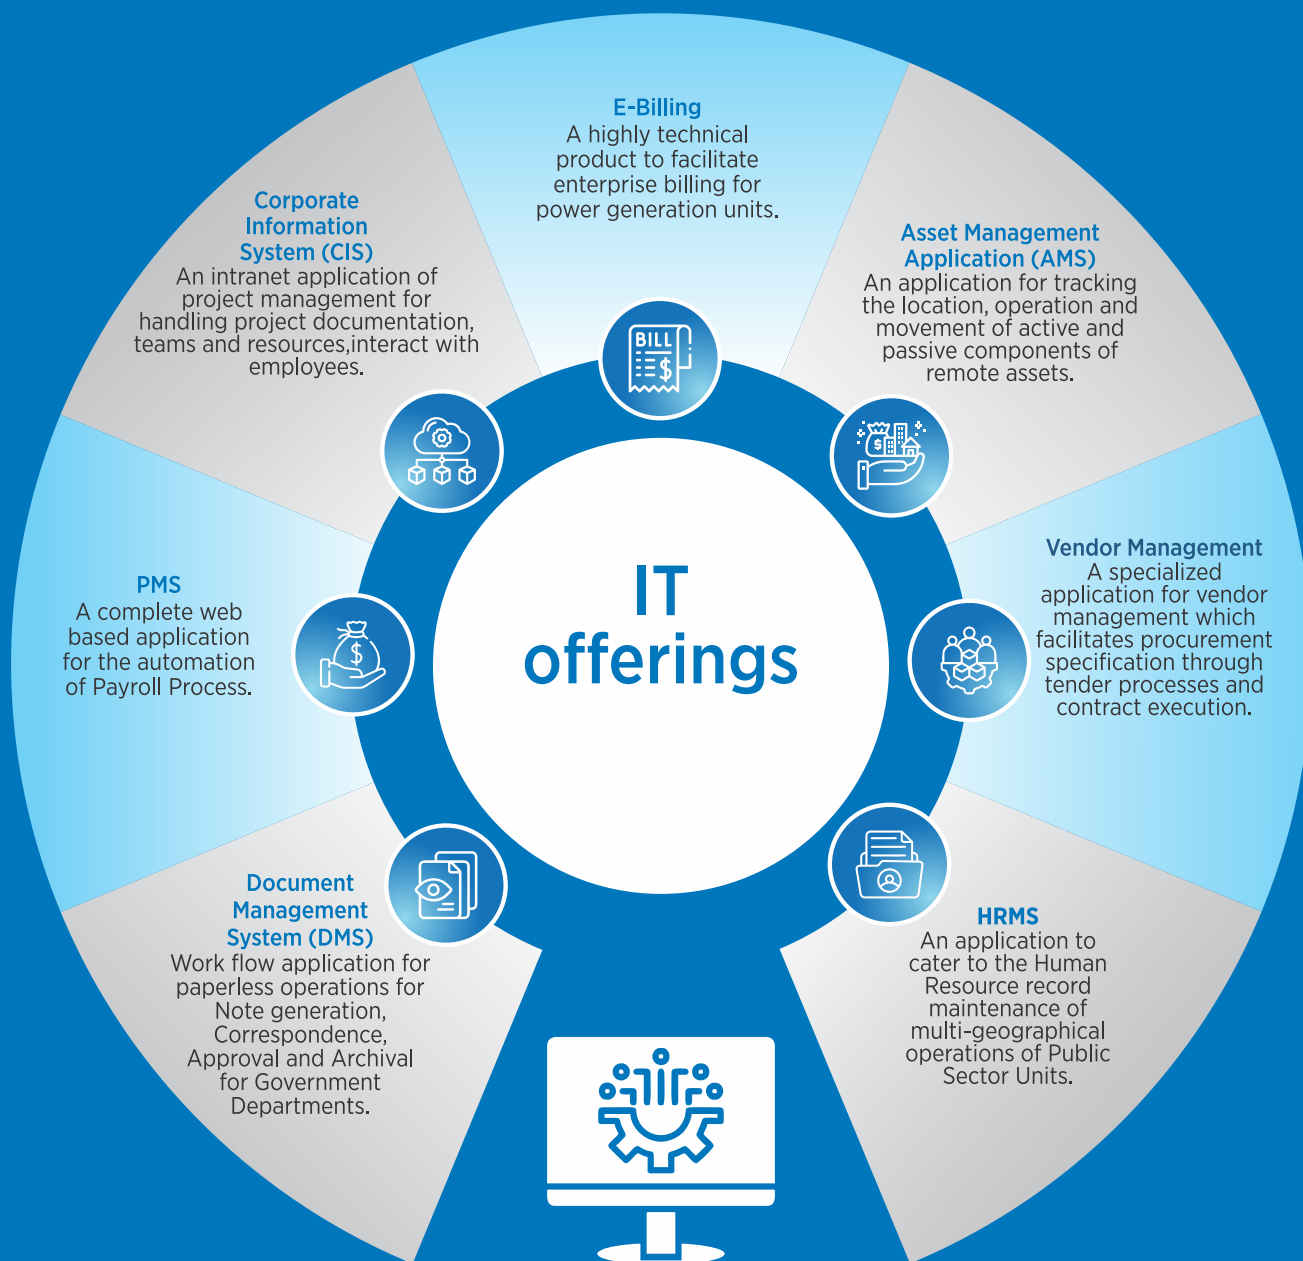 E-Billing
A highly technical
product to facilitate
enterprise billing for
power generation units.
Corporate
Information
System (CIS)
An intranet application of
project management for
handling project documentation,
teams and resources,interact with
employees.
Asset Management
Application (AMS)
An application for tracking
the location, operation and
movement of active and
passive components of
remote assets.
BILL
$
$
IT
offerings
PMS
A complete web
based application
for the automation
of Payroll Process.
$
Vendor Management
A specialized
application for vendor
management which
facilitates procurement
specification through
tender processes and
contract execution.
Document
Management
System (DMS)
Work flow application for
paperless operations for
Note generation,
Correspondence,
Approval and Archival
for Government
Departments.
HRMS
An application to
cater to the Human
Resource record
maintenance of
multi-geographical
operations of Public
Sector Units.